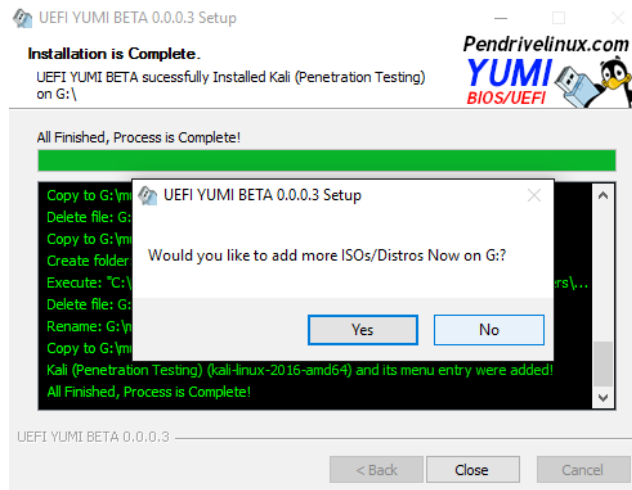 UEFI YUMI BETA 0.0.0.3 Setup
Installation is Complete.
UEFI YUMI BETA sucessfully Installed Kali (Penetration Testing)
on G:\
Pendrivelinux.com
YUMI
BIOS/UEFI
All Finished, Process is Complete!
Copy to G:\m
Delete file: G:
Copy to G:\m
Create folder
Execute: "C:\ ers\...
Delete file: G:
Rename: G:\
Copy to G:\m
Kali (Penetration Testing) (kali-linux-2016-amd64) and its menu entry were added!
All Finished, Process is Complete!
UEFI YUMI BETA 0.0.0.3 Setup
Would you like to add more ISOs/Distros Now on G:?
Yes No
UEFI YUMI BETA 0.0.0.3
< Back Close Cancel